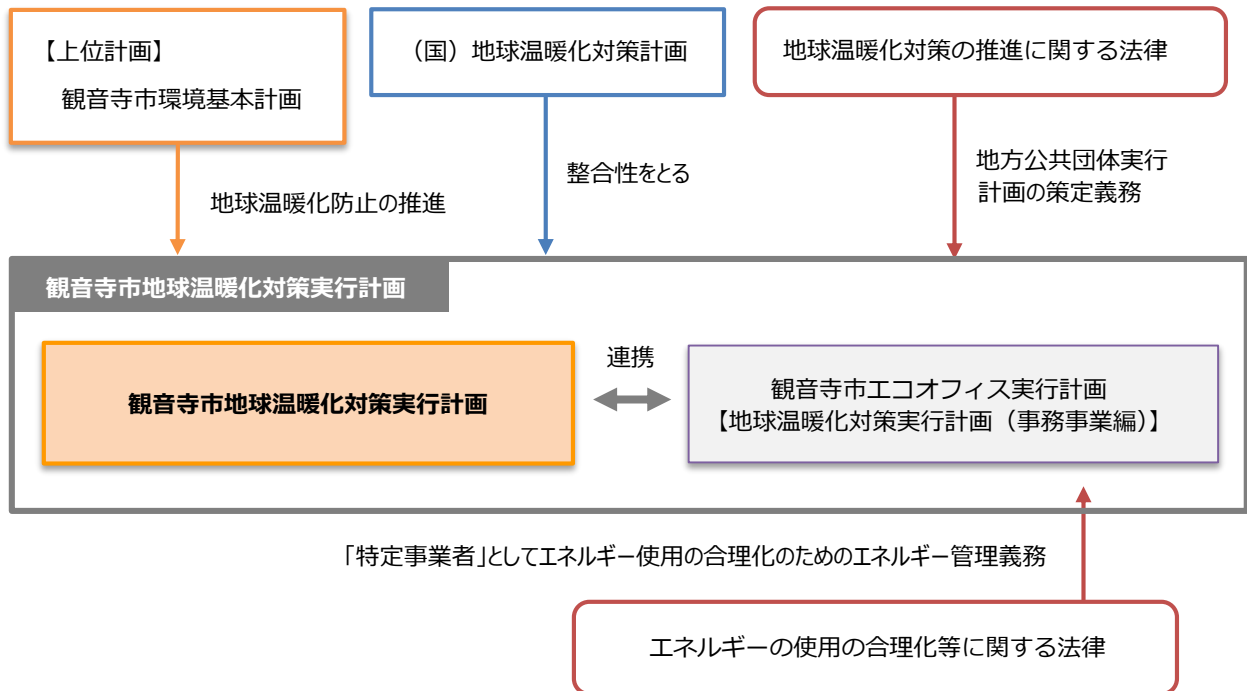 【上位計画】
観音寺市環境基本計画
（国）地球温暖化対策計画
地球温暖化対策の推進に関する法律
地球温暖化防止の推進
整合性をとる
地方公共団体実行
計画の策定義務
観音寺市地球温暖化対策実行計画
観音寺市地球温暖化対策実行計画
連携
観音寺市エコオフィス実行計画
【地球温暖化対策実行計画（事務事業編）】
「特定事業者」としてエネルギー使用の合理化のためのエネルギー管理義務
エネルギーの使用の合理化等に関する法律